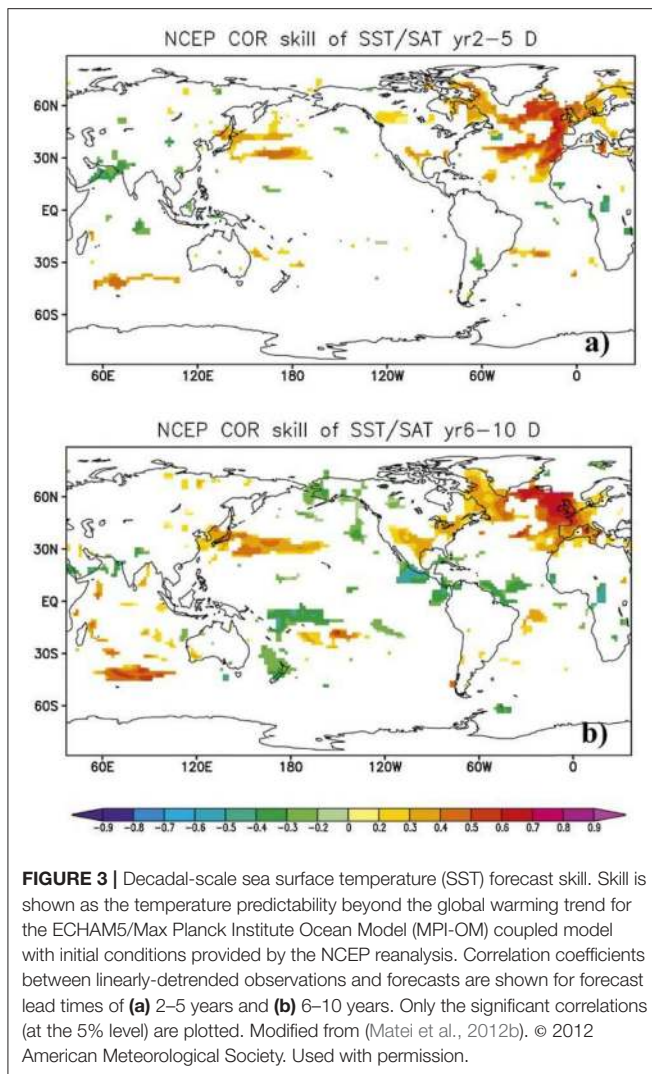 NCEP COR skill of SST/SAT yr2-5 D
60N
30N
EQ
30S
60S
a)
60E 120E 180 120W 60W 0
NCEP COR skill of SST/SAT yr6-10 D
60N
30N
EQ
30S
60S
b)
60E 120E 180 120W 60W 0
-0.9 -0.8 -0.7 -0.6 -0.5 -0.4 -0.3 -0.2 0 0.2 0.3 0.4 0.5 0.6 0.7 0.8 0.9
FIGURE 3 | Decadal-scale sea surface temperature (SST) forecast skill. Skill is
shown as the temperature predictability beyond the global warming trend for
the ECHAM5/Max Planck Institute Ocean Model (MPI-OM) coupled model
with initial conditions provided by the NCEP reanalysis. Correlation coefficients
between linearly-detrended observations and forecasts are shown for forecast
lead times of (a) 2–5 years and (b) 6–10 years. Only the significant correlations
(at the 5% level) are plotted. Modified from (Matei et al., 2012b). © 2012
American Meteorological Society. Used with permission.